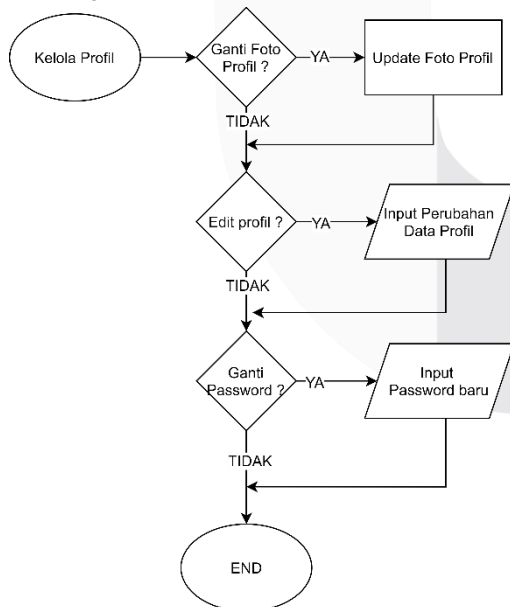 Kelola Profil
Ganti Foto
Profil ?
YA
Update Foto Profil
TIDAK
Edit profil ?
YA
Input Perubahan
Data Profil
TIDAK
Ganti
Password ?
YA
Input
Password baru
TIDAK
END